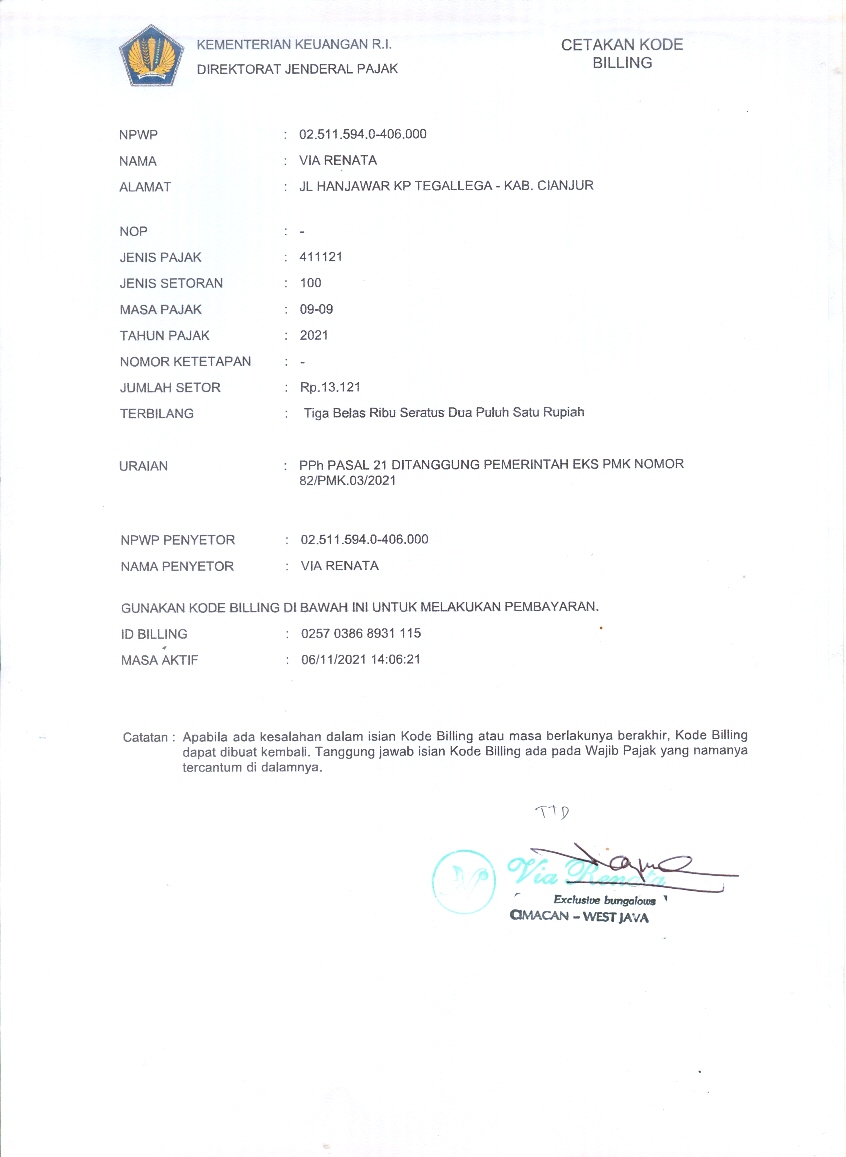 KEMENTERIAN KEUANGAN R.I.
DIREKTORAT JENDERAL PAJAK
CETAKAN KODE
BILLING
NPWP : 02.511.594.0-406.000
NAMA : VIA RENATA
ALAMAT : JL HANJAWAR KP TEGALLEGA - KAB. CIANJUR
NOP : -
JENIS PAJAK : 411121
JENIS SETORAN : 100
MASA PAJAK : 09-09
TAHUN PAJAK : 2021
NOMOR KETETAPAN : -
JUMLAH SETOR : Rp.13.121
TERBILANG : Tiga Belas Ribu Seratus Dua Puluh Satu Rupiah
URAIAN : PPh PASAL 21 DITANGGUNG PEMERINTAH EKS PMK NOMOR
82/PMK.03/2021
NPWP PENYETOR : 02.511.594.0-406.000
NAMA PENYETOR : VIA RENATA
GUNAKAN KODE BILLING DI BAWAH INI UNTUK MELAKUKAN PEMBAYARAN.
ID BILLING : 0257 0386 8931 115
MASA AKTIF : 06/11/2021 14:06:21
Catatan : Apabila ada kesalahan dalam isian Kode Billing atau masa berlakunya berakhir, Kode Billing
dapat dibuat kembali. Tanggung jawab isian Kode Billing ada pada Wajib Pajak yang namanya
tercantum di dalamnya.
TTD
Via Renata
Exclusive bungalows
CIMACAN - WEST JAVA